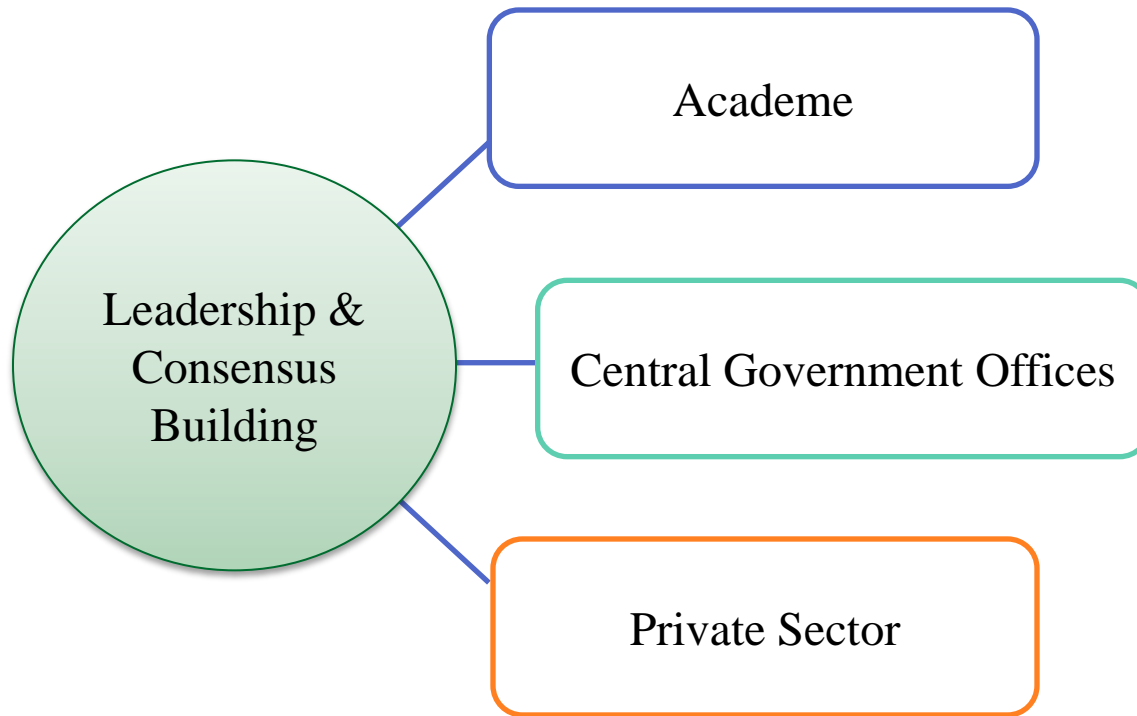 Academe
Leadership &
Consensus
Building
Central Government Offices
Private Sector